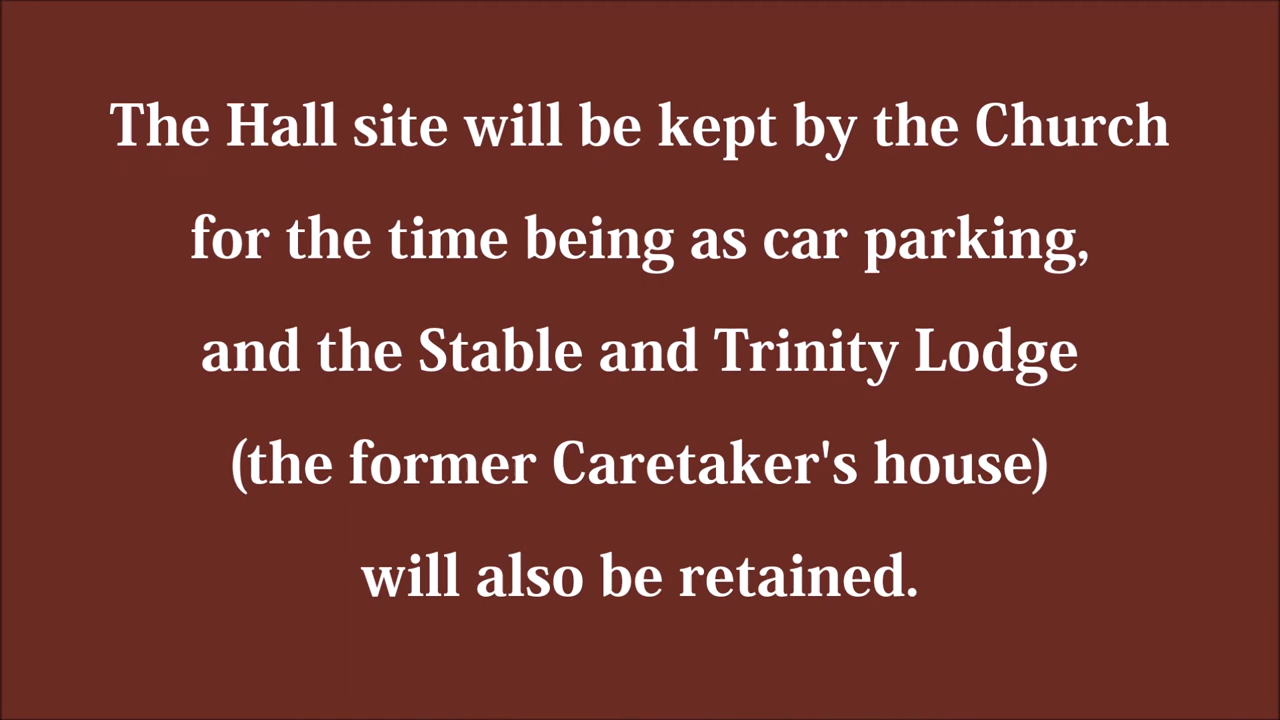 The Hall site will be kept by the Church
for the time being as car parking,
and the Stable and Trinity Lodge
(the former Caretaker's house)
will also be retained.